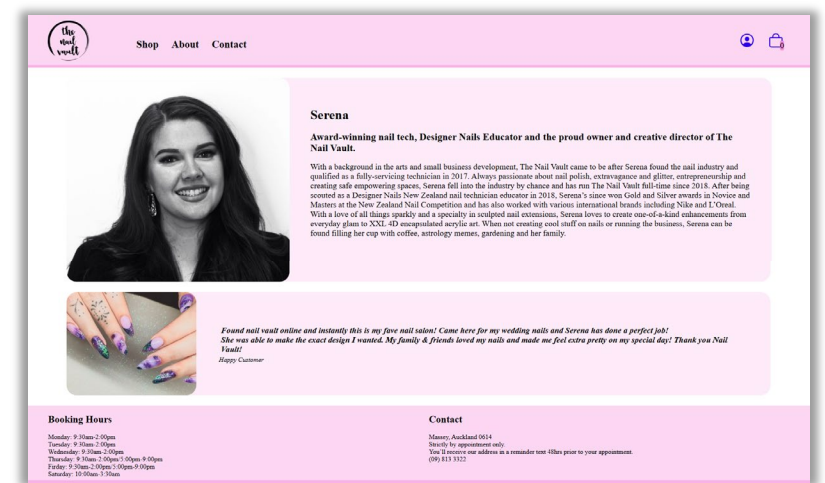 the
nail
vault
Shop About Contact
0
Serena
Award-winning nail tech, Designer Nails Educator and the proud owner and creative director of The
Nail Vault.
With a background in the arts and small business development, The Nail Vault came to be after Serena found the nail industry and
qualified as a fully-servicing technician in 2017. Always passionate about nail polish, extravagance and glitter, entrepreneurship and
creating safe empowering spaces, Serena fell into the industry by chance and has run The Nail Vault full-time since 2018. After being
scouted as a Designer Nails New Zealand nail technician educator in 2018, Serena's since won Gold and Silver awards in Novice and
Masters at the New Zealand Nail Competition and has also worked with various international brands including Nike and L'Oreal.
With a love of all things sparkly and a specialty in sculpted nail extensions, Serena loves to create one-of-a-kind enhancements from
everyday glam to XXL 4D encapsulated acrylic art. When not creating cool stuff on nails or running the business, Serena can be
found filling her cup with coffee, astrology memes, gardening and her family.
Found nail vault online and instantly this is my fave nail salon! Came here for my wedding nails and Serena has done a perfect job!
She was able to make the exact design I wanted. My family & friends loved my nails and made me feel extra pretty on my special day! Thank you Nail
Vault!
Happy Customer
Booking Hours
Monday: 9:30am-2:00pm
Tuesday: 9:30am-2:00pm
Wednesday: 9:30am-2:00pm
Thursday: 9:30am-2:00pm/5:00pm-9:00pm
Firday: 9:30am-2:00pm/5:00pm-9:00pm
Saturday: 10:00am-3:30am
Contact
Massey, Auckland 0614
Strictly by appointment only.
You'll receive our address in a reminder text 48hrs prior to your appointment.
(09) 813 3322